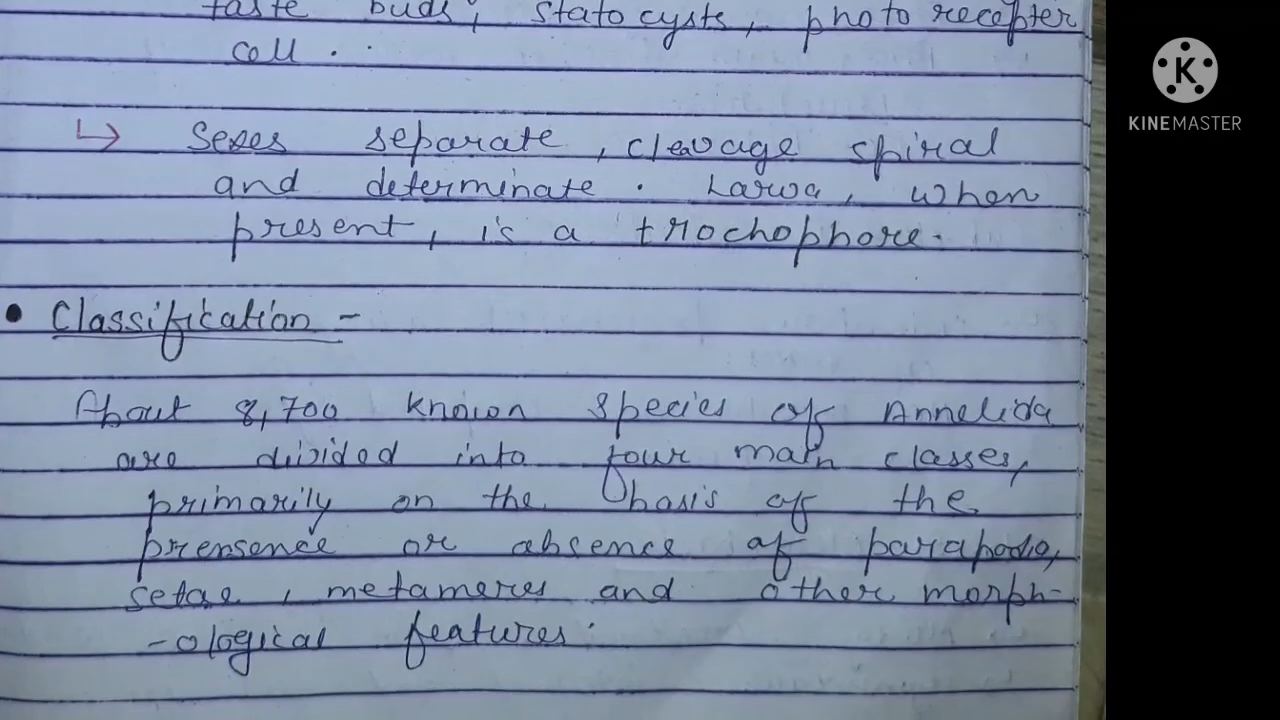 taste buds, statocysts, photo recepter
cell .
↳ Sexes separate, cleavage spiral
and determinate. Larva, when
present, is a trochophore.
• Classification -
About 8,700 known species of Annelida
are divided into four main classes,
primarily on the basis of the
prensence or absence of parapodia,
setae, metameres and other morph-
-ological features.
KINEMASTER